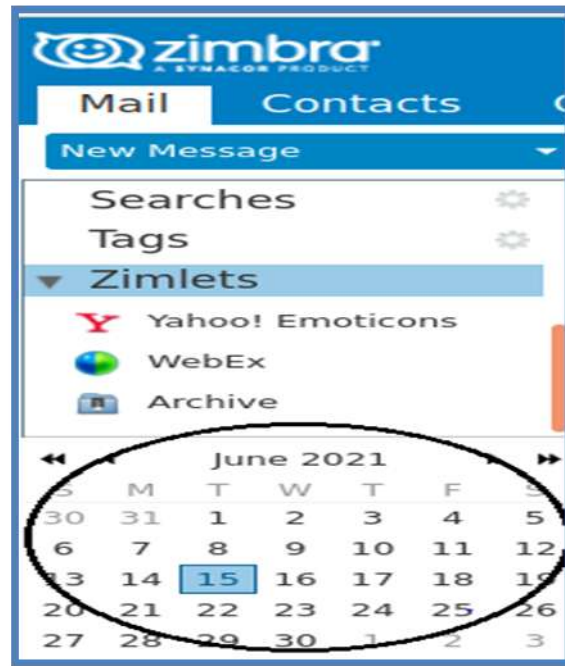 zimbra
A SYNACOR PRODUCT
Mail Contacts
New Message
Searches
Tags
Zimlets
Yahoo! Emoticons
WebEx
Archive
June 2021
S M T W T F S
30 31 1 2 3 4 5
6 7 8 9 10 11 12
13 14 15 16 17 18 19
20 21 22 23 24 25 26
27 28 29 30 1 2 3